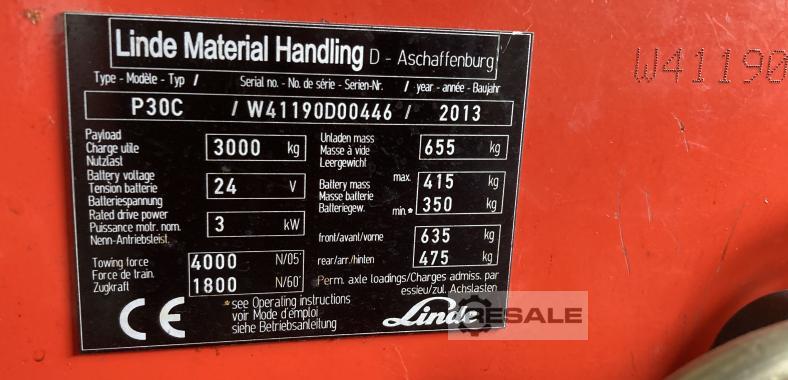 Linde Material Handling D - Aschaffenburg
Type - Modèle - Typ / Serial no. - No. de série - Serien-Nr. / year - année - Baujahr
P30C / W41190D00446 / 2013
Payload
Charge utile
Nutzlast
3000 kg
Unladen mass
Masse à vide
Leergewicht
655 kg
Battery voltage
Tension batterie
Batteriespannung
24 V
Battery mass
Masse batterie
Batteriegew.
max. 415 kg
min.* 350 kg
Rated drive power
Puissance motr. nom.
Nenn-Antriebsleist.
3 kW
front/avant/vorne 635 kg
rear/arr./hinten 475 kg
Towing force
Force de train.
Zugkraft
4000 N/05'
1800 N/60'
Perm. axle loadings/Charges admiss. par
essieu/zul. Achslasten
*see Operating instructions
voir Mode d'emploi
siehe Betriebsanleitung
CE
Linde
RESALE
W41190